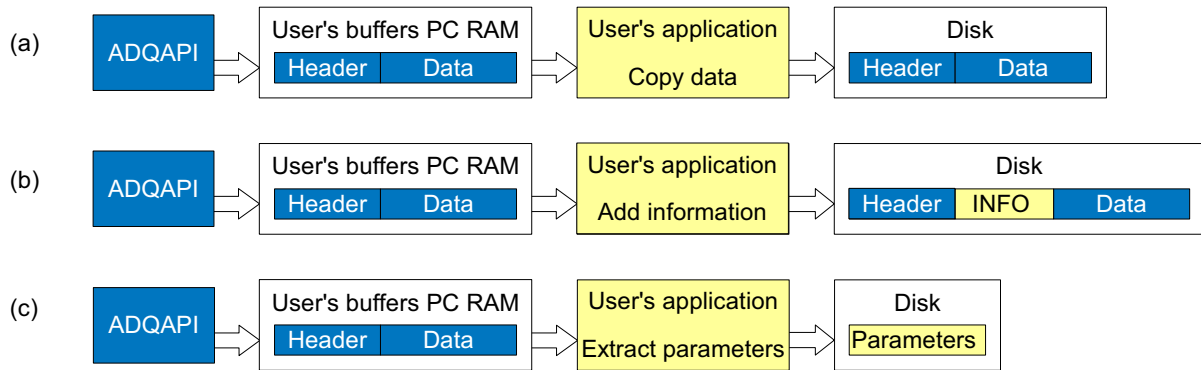 (a)
ADQAPI
User's buffers PC RAM
Header
Data
User's application
Copy data
Disk
Header
Data
(b)
ADQAPI
User's buffers PC RAM
Header
Data
User's application
Add information
Disk
Header
INFO
Data
(c)
ADQAPI
User's buffers PC RAM
Header
Data
User's application
Extract parameters
Disk
Parameters